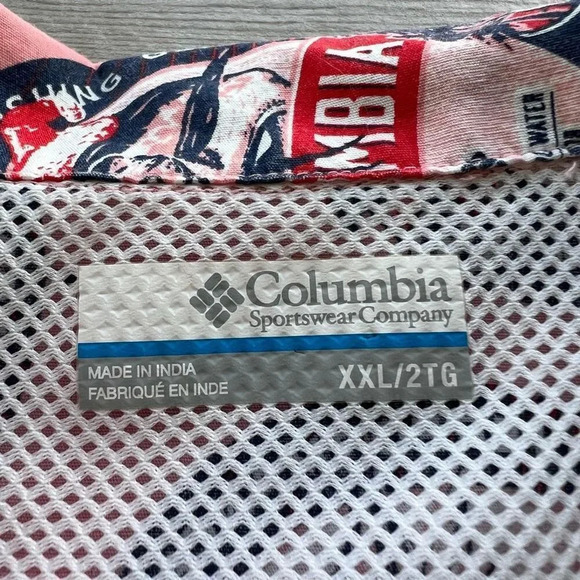 SHING
MBIA
WATER
Columbia
Sportswear Company
MADE IN INDIA
FABRIQUÉ EN INDE
XXL/2TG